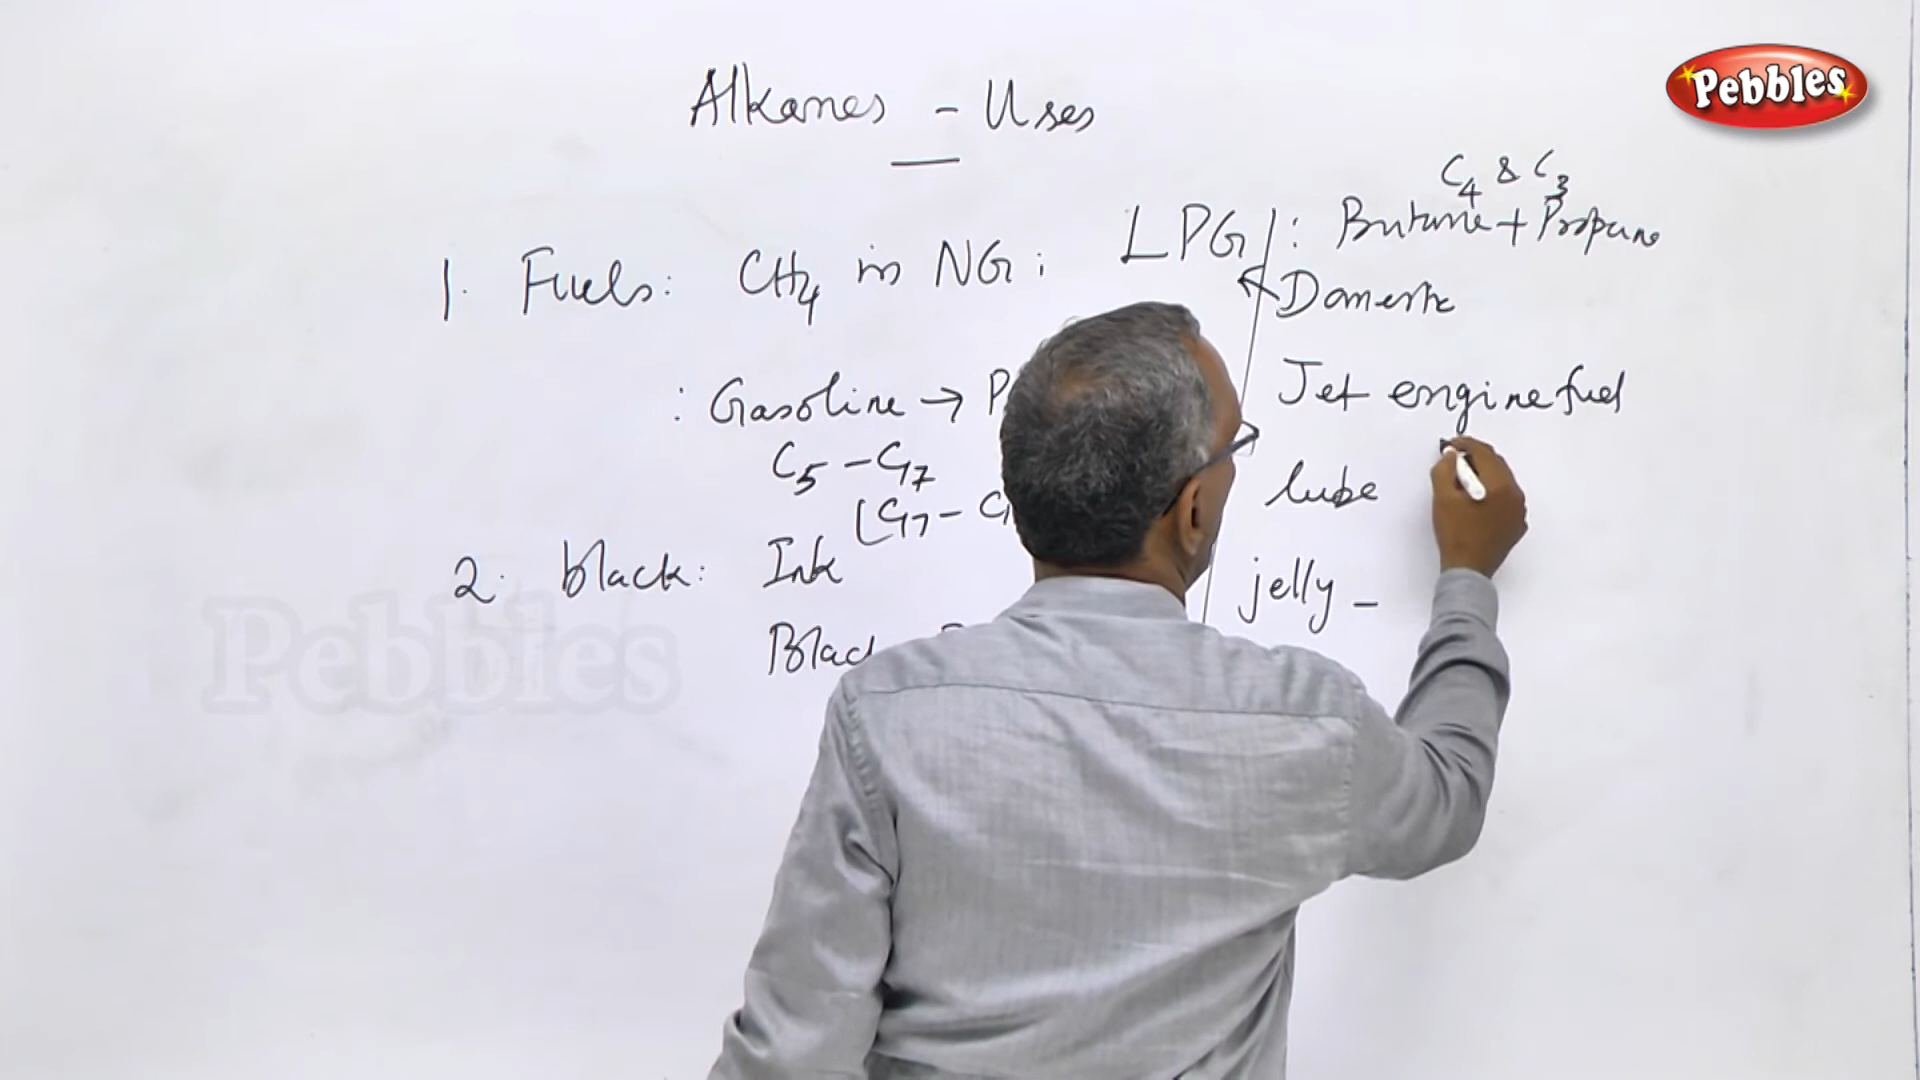 Pebbles
Alkanes - Uses
C4 & C3
1. Fuels: CH4 in NG; LPG : Butane + Propane
Domestic
: Gasoline → P
C5 - C7
Jet engine fuel
[C7 - C
lube
2. black: Ink
jelly -
Black
Pebbles